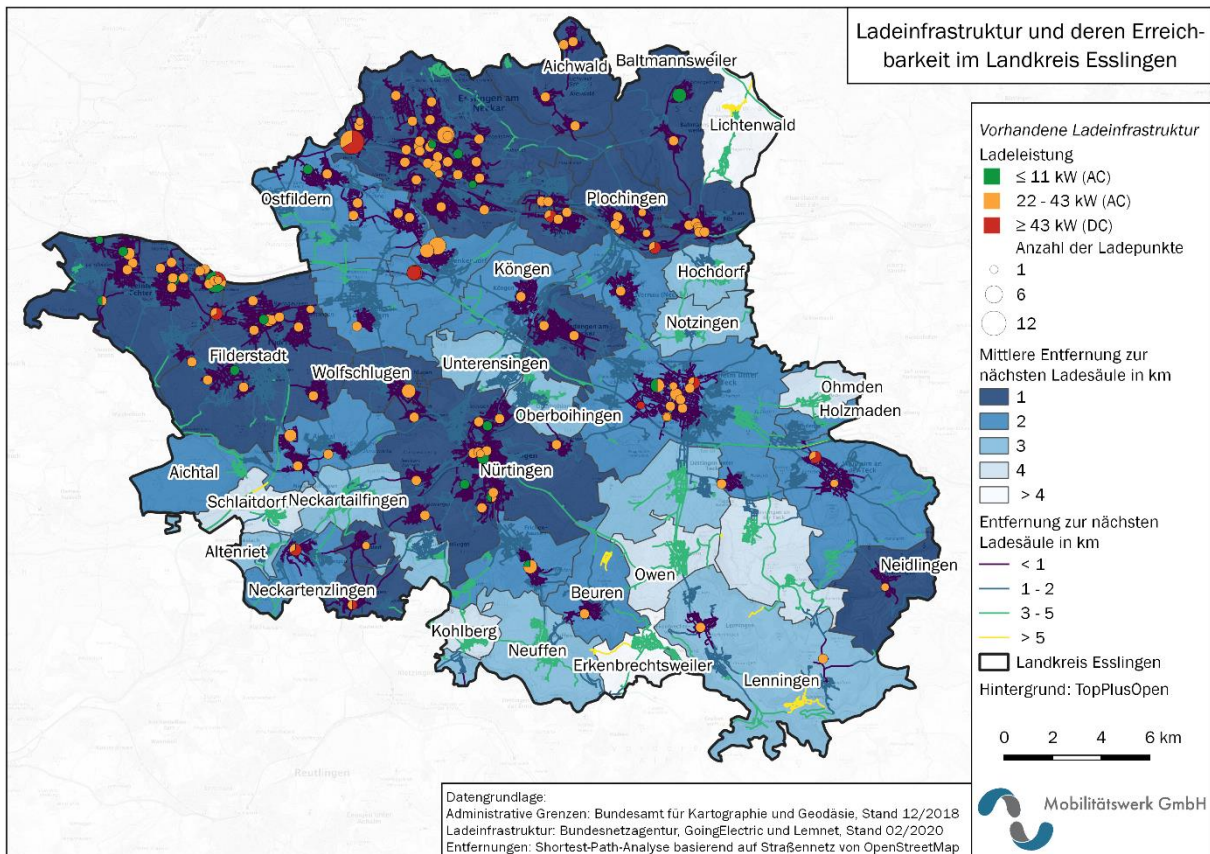 Ladeinfrastruktur und deren Erreich-
barkeit im Landkreis Esslingen
Aichwald
Baltmannsweiler
Lichtenwald
Ostfildern
Plochingen
Köngen
Hochdorf
Notzingen
Filderstadt
Wolfschlugen
Unterensingen
Oberboihingen
Ohmden
Holzmaden
Aichtal
Nürtingen
Schlaitdorf
Neckartailfingen
Altenriet
Owen
Neidlingen
Neckartenzlingen
Beuren
Kohlberg
Neuffen
Erkenbrechtsweiler
Lenningen
Reutlingen
Vorhandene Ladeinfrastruktur
Ladeleistung
≤ 11 kW (AC)
22 - 43 kW (AC)
≥ 43 kW (DC)
Anzahl der Ladepunkte
1
6
12
Mittlere Entfernung zur
nächsten Ladesäule in km
1
2
3
4
> 4
Entfernung zur nächsten
Ladesäule in km
< 1
1 - 2
3 - 5
> 5
Landkreis Esslingen
Hintergrund: TopPlusOpen
0 2 4 6 km
Mobilitätswerk GmbH
Datengrundlage:
Administrative Grenzen: Bundesamt für Kartographie und Geodäsie, Stand 12/2018
Ladeinfrastruktur: Bundesnetzagentur, GoingElectric und Lemnet, Stand 02/2020
Entfernungen: Shortest-Path-Analyse basierend auf Straßennetz von OpenStreetMap